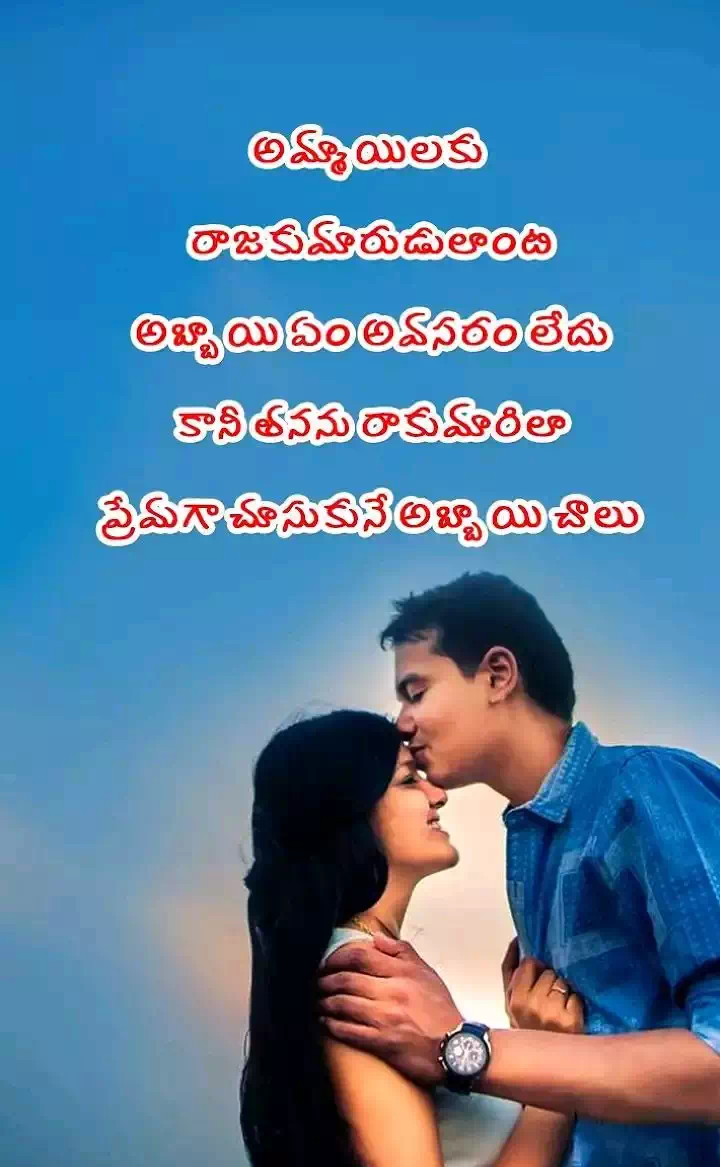 అమ్మాయిలకు
రాజకుమారుడులాంటి
అబ్బాయి ఏం అవసరం లేదు
కానీ తనను రాకుమారిలా
ప్రేమగా చూసుకునే అబ్బాయి చాలు